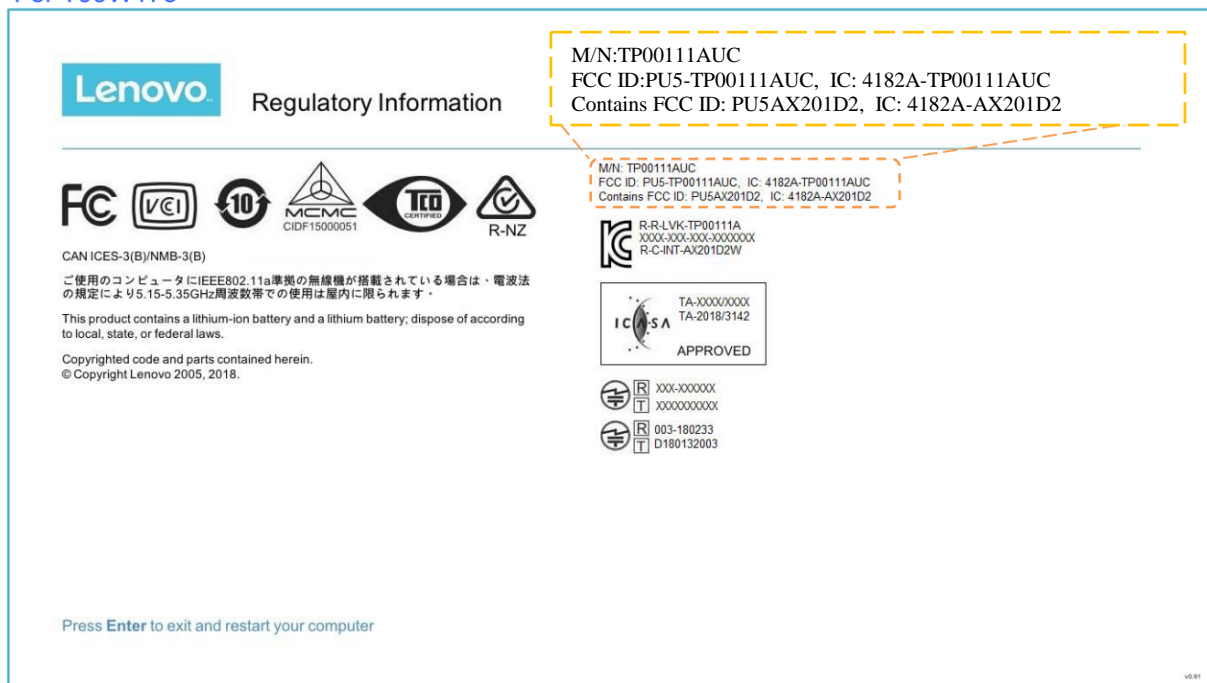 Lenovo
Regulatory Information
M/N:TP00111AUC
FCC ID:PU5-TP00111AUC, IC: 4182A-TP00111AUC
Contains FCC ID: PU5AX201D2, IC: 4182A-AX201D2
FC
VCI
10
MCMC
CIDF15000051
TCO
CERTIFIED
R-NZ
CAN ICES-3(B)/NMB-3(B)
ご使用のコンピュータにIEEE802.11a準拠の無線機が搭載されている場合は、電波法
の規定により5.15-5.35GHz周波数帯での使用は屋内に限られます。
This product contains a lithium-ion battery and a lithium battery; dispose of according
to local, state, or federal laws.
Copyrighted code and parts contained herein.
© Copyright Lenovo 2005, 2018.
M/N: TP00111AUC
FCC ID: PU5-TP00111AUC, IC: 4182A-TP00111AUC
Contains FCC ID: PU5AX201D2, IC: 4182A-AX201D2
R-R-LVK-TP00111A
XXXX-XXX-XXX-XXXXXXX
R-C-INT-AX201D2W
ICASA
TA-XXXX/XXXX
TA-2018/3142
APPROVED
R XXX-XXXXXX
T XXXXXXXXXX
R 003-180233
T D180132003
Press Enter to exit and restart your computer
v0.91